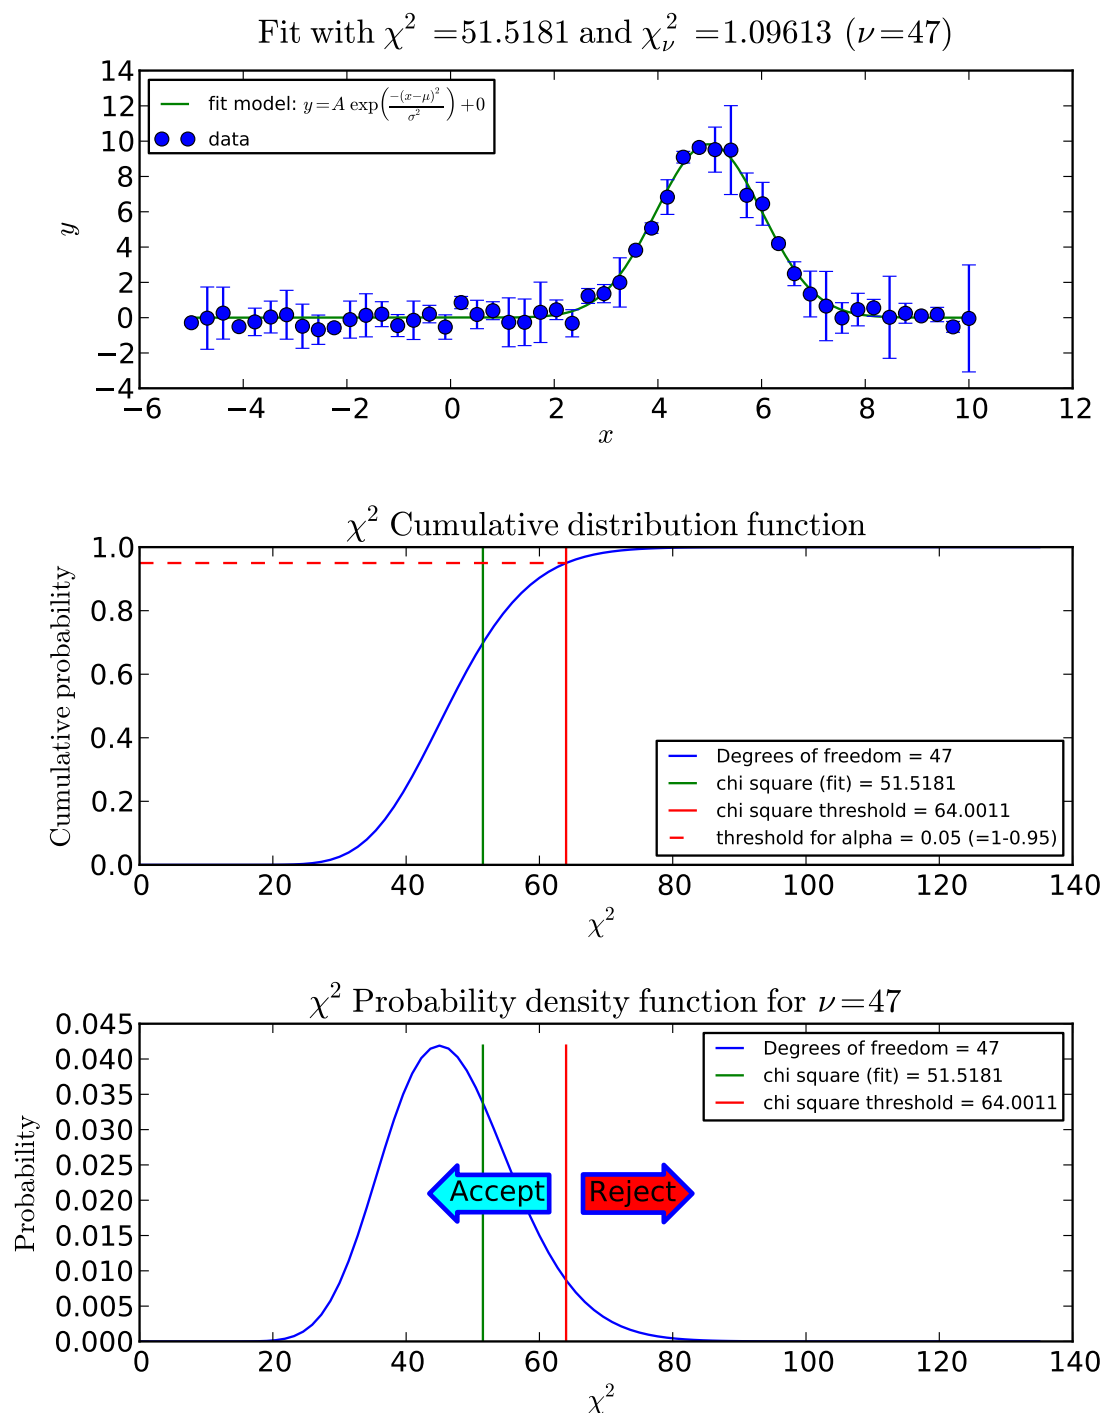 Fit with χ² =51.5181 and χᵥ² =1.09613 (ν=47)
14
12
10
8
6
4
2
0
−2
−4
y
fit model: y=A exp(−(x−μ)²/σ²)+0
data
−6 −4 −2 0 2 4 6 8 10 12
x
χ² Cumulative distribution function
1.0
0.8
0.6
0.4
0.2
0.0
Cumulative probability
Degrees of freedom = 47
chi square (fit) = 51.5181
chi square threshold = 64.0011
threshold for alpha = 0.05 (=1-0.95)
0 20 40 60 80 100 120 140
χ²
χ² Probability density function for ν=47
0.045
0.040
0.035
0.030
0.025
0.020
0.015
0.010
0.005
0.000
Probability
Degrees of freedom = 47
chi square (fit) = 51.5181
chi square threshold = 64.0011
Accept
Reject
0 20 40 60 80 100 120 140
χ²